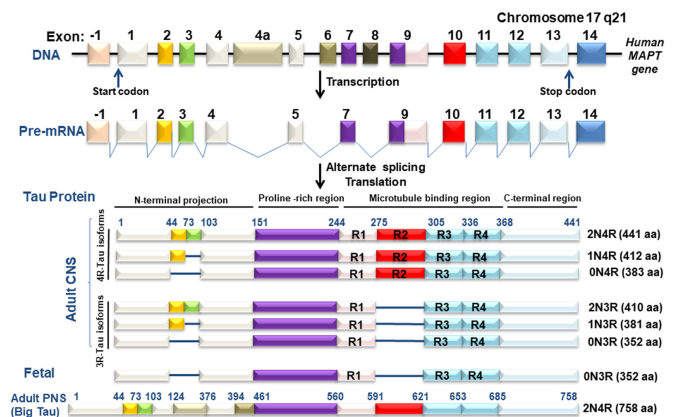 Chromosome 17 q21
Exon: -1 1 2 3 4 4a 5 6 7 8 9 10 11 12 13 14
DNA
Human
MAPT
gene
Start codon
Transcription
Stop codon
-1 1 2 3 4 5 7 9 10 11 12 13 14
Pre-mRNA
Alternate splicing
Translation
Tau Protein
N-terminal projection Proline -rich region Microtubule binding region C-terminal region
1 44 73 103 151 244 275 305 336 368 441
Adult CNS
4R-Tau isoforms
R1 R2 R3 R4 2N4R (441 aa)
R1 R2 R3 R4 1N4R (412 aa)
R1 R2 R3 R4 0N4R (383 aa)
3R-Tau isoforms
R1 R3 R4 2N3R (410 aa)
R1 R3 R4 1N3R (381 aa)
R1 R3 R4 0N3R (352 aa)
Fetal
R1 R3 R4 0N3R (352 aa)
Adult PNS
(Big Tau)
1 44 73 103 124 376 394 461 560 591 621 653 685 758
2N4R (758 aa)